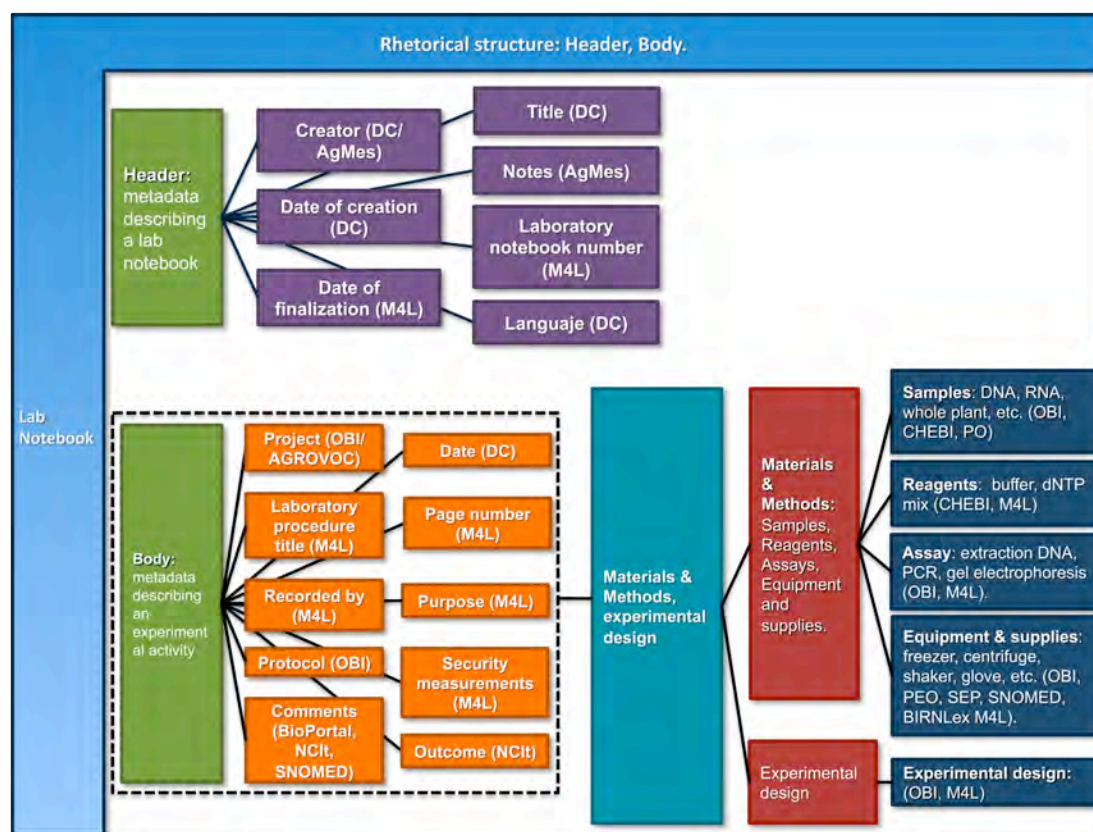 Rhetorical structure: Header, Body.
Lab
Notebook
Header:
metadata
describing
a lab
notebook
Creator (DC/
AgMes)
Date of creation
(DC)
Date of
finalization (M4L)
Title (DC)
Notes (AgMes)
Laboratory
notebook number
(M4L)
Languaje (DC)
Body:
metadata
describing
an
experiment
al activity
Project (OBI/
AGROVOC)
Laboratory
procedure
title (M4L)
Recorded by
(M4L)
Protocol (OBI)
Comments
(BioPortal,
NCIt,
SNOMED)
Date (DC)
Page number
(M4L)
Purpose (M4L)
Security
measurements
(M4L)
Outcome (NCIt)
Materials &
Methods,
experimental
design
Materials
&
Methods:
Samples,
Reagents,
Assays,
Equipment
and
supplies.
Experimental
design
Samples: DNA, RNA,
whole plant, etc. (OBI,
CHEBI, PO)
Reagents: buffer, dNTP
mix (CHEBI, M4L)
Assay: extraction DNA,
PCR, gel electrophoresis
(OBI, M4L).
Equipment & supplies:
freezer, centrifuge,
shaker, glove, etc. (OBI,
PEO, SEP, SNOMED,
BIRNLex M4L).
Experimental design:
(OBI, M4L)